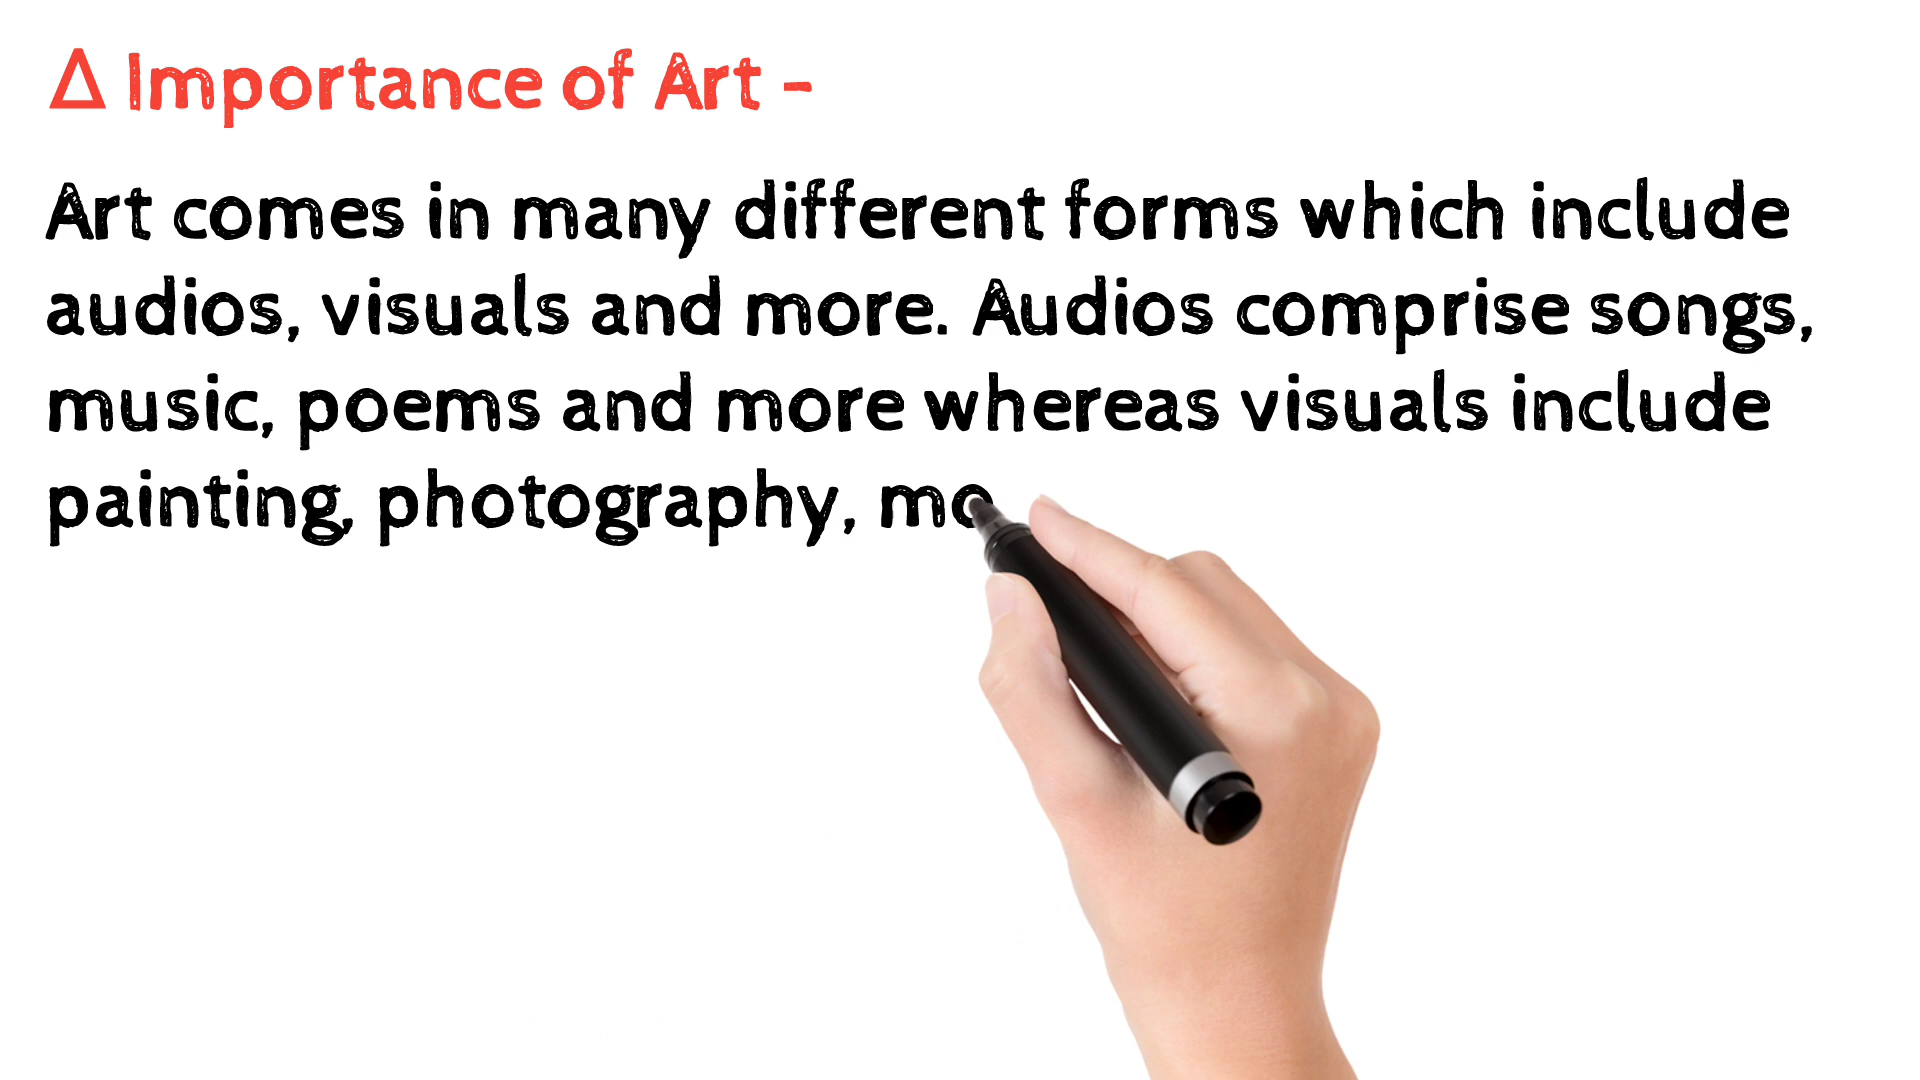 Δ Importance of Art -
Art comes in many different forms which include
audios, visuals and more. Audios comprise songs,
music, poems and more whereas visuals include
painting, photography, mo